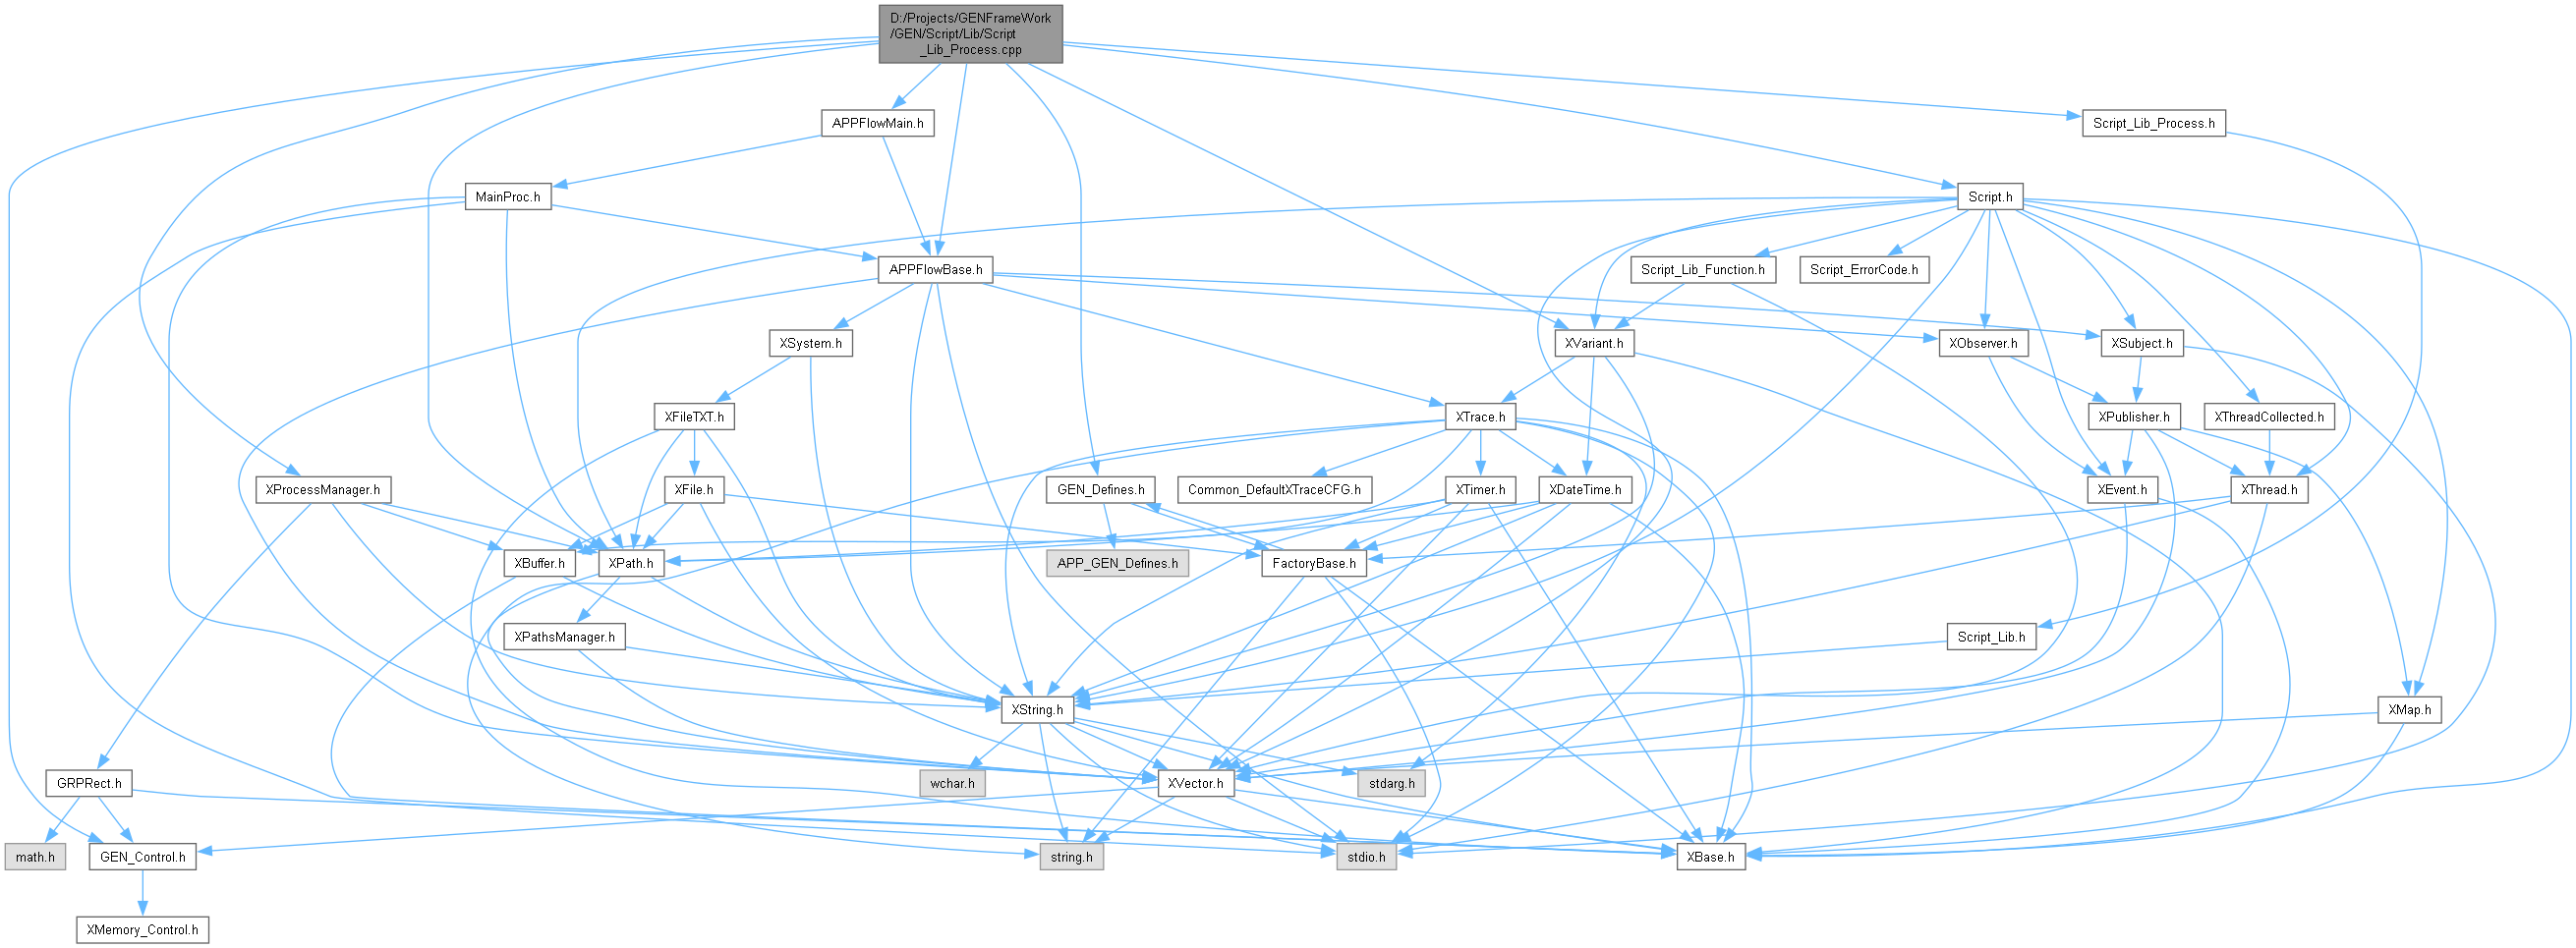 D:/Projects/GENFrameWork
/GEN/Script/Lib/Script
_Lib_Process.cpp
APPFlowMain.h
Script_Lib_Process.h
MainProc.h
Script.h
APPFlowBase.h
Script_Lib_Function.h
Script_ErrorCode.h
XSystem.h
XVariant.h
XObserver.h
XSubject.h
XFileTXT.h
XTrace.h
XPublisher.h
XThreadCollected.h
XProcessManager.h
XFile.h
GEN_Defines.h
Common_DefaultXTraceCFG.h
XTimer.h
XDateTime.h
XEvent.h
XThread.h
XBuffer.h
XPath.h
APP_GEN_Defines.h
FactoryBase.h
XPathsManager.h
Script_Lib.h
XString.h
XMap.h
GRPRect.h
wchar.h
XVector.h
stdarg.h
math.h
GEN_Control.h
string.h
stdio.h
XBase.h
XMemory_Control.h